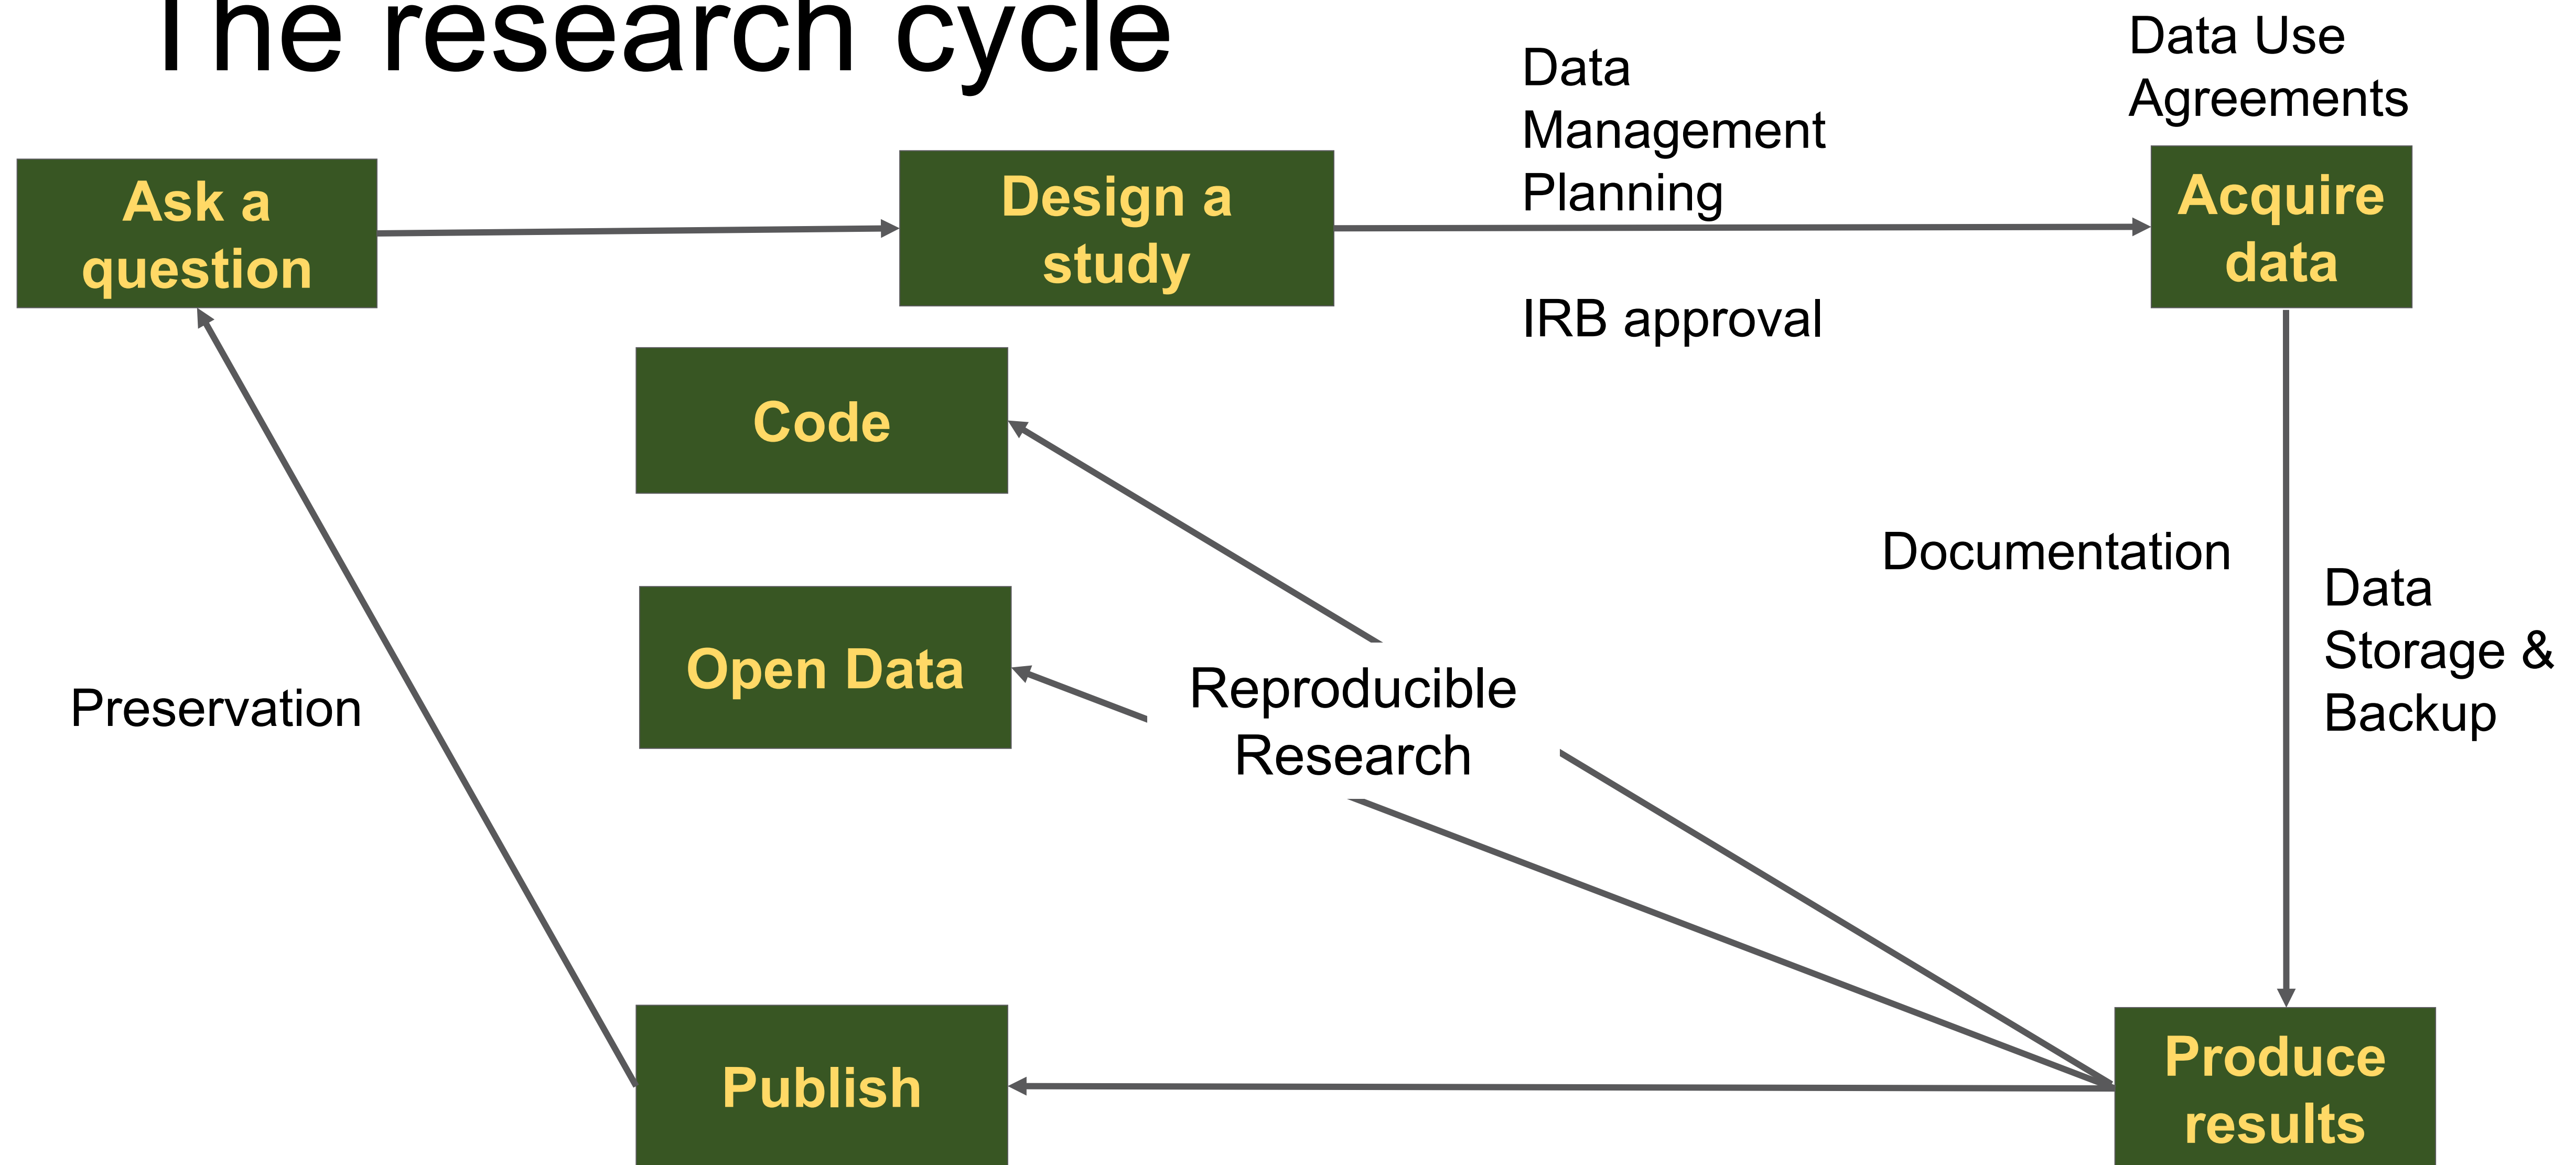 The research cycle
Data Use
Agreements
Data
Management
Planning
Ask a
question
Design a
study
Acquire
data
IRB approval
Code
Documentation
Data
Storage &
Backup
Open Data
Reproducible
Research
Preservation
Publish
Produce
results